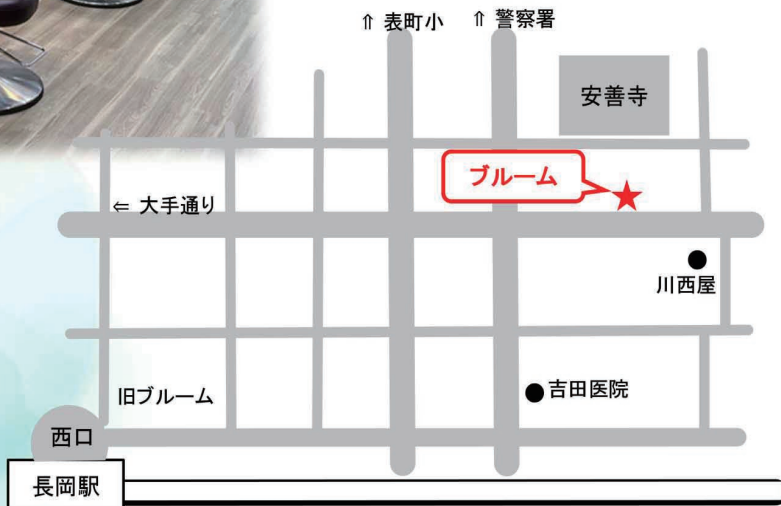 ⇑ 表町小
⇑ 警察署
安善寺
ブルーム
⇐ 大手通り
川西屋
旧ブルーム
吉田医院
西口
長岡駅